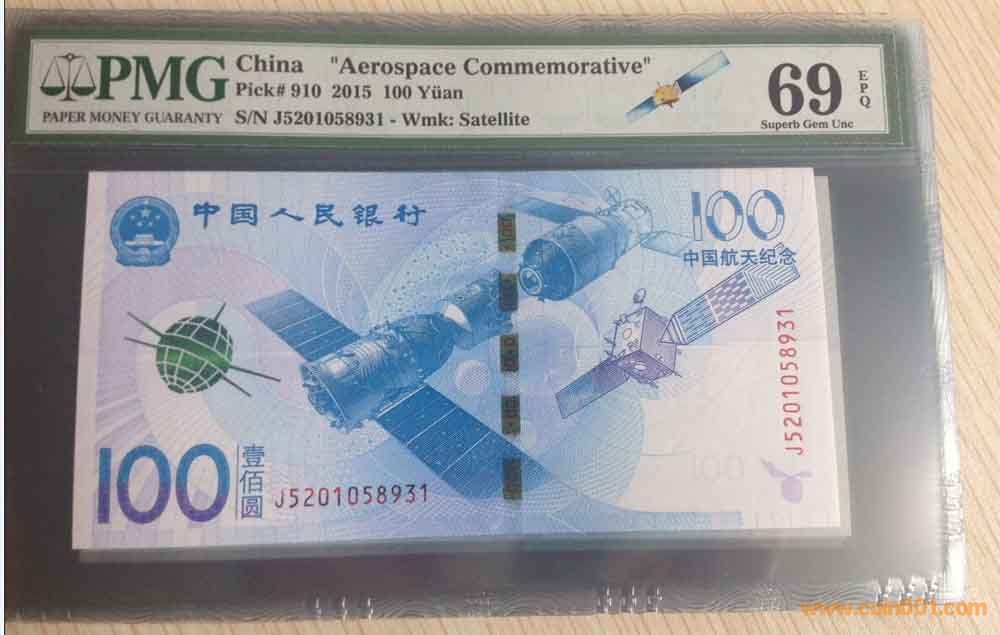 PMG
PAPER MONEY GUARANTY
China "Aerospace Commemorative"
Pick# 910 2015 100 Yüan
S/N J5201058931 - Wmk: Satellite
69
EPQ
Superb Gem Unc
中国人民银行
100
中国航天纪念
J5201058931
100
壹佰圆
J5201058931
www.coin001.com